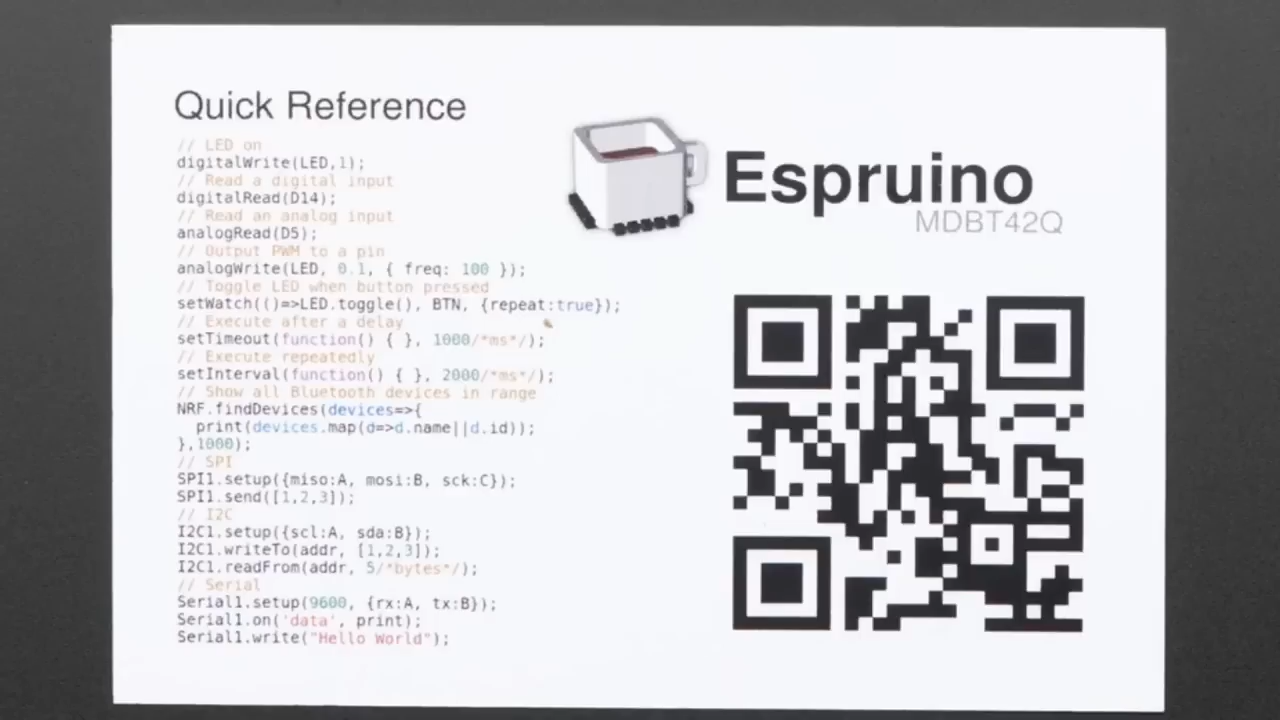 Quick Reference
// LED on
digitalWrite(LED,1);
// Read a digital input
digitalRead(D14);
// Read an analog input
analogRead(D5);
// Output PWM to a pin
analogWrite(LED, 0.1, { freq: 100 });
// Toggle LED when button pressed
setWatch(()=>LED.toggle(), BTN, {repeat:true});
// Execute after a delay
setTimeout(function() { }, 1000/*ms*/);
// Execute repeatedly
setInterval(function() { }, 2000/*ms*/);
// Show all Bluetooth devices in range
NRF.findDevices(devices=>{
  print(devices.map(d=>d.name||d.id));
},1000);
// SPI
SPI1.setup({miso:A, mosi:B, sck:C});
SPI1.send([1,2,3]);
// I2C
I2C1.setup({scl:A, sda:B});
I2C1.writeTo(addr, [1,2,3]);
I2C1.readFrom(addr, 5/*bytes*/);
// Serial
Serial1.setup(9600, {rx:A, tx:B});
Serial1.on('data', print);
Serial1.write("Hello World");
Espruino
MDBT42Q